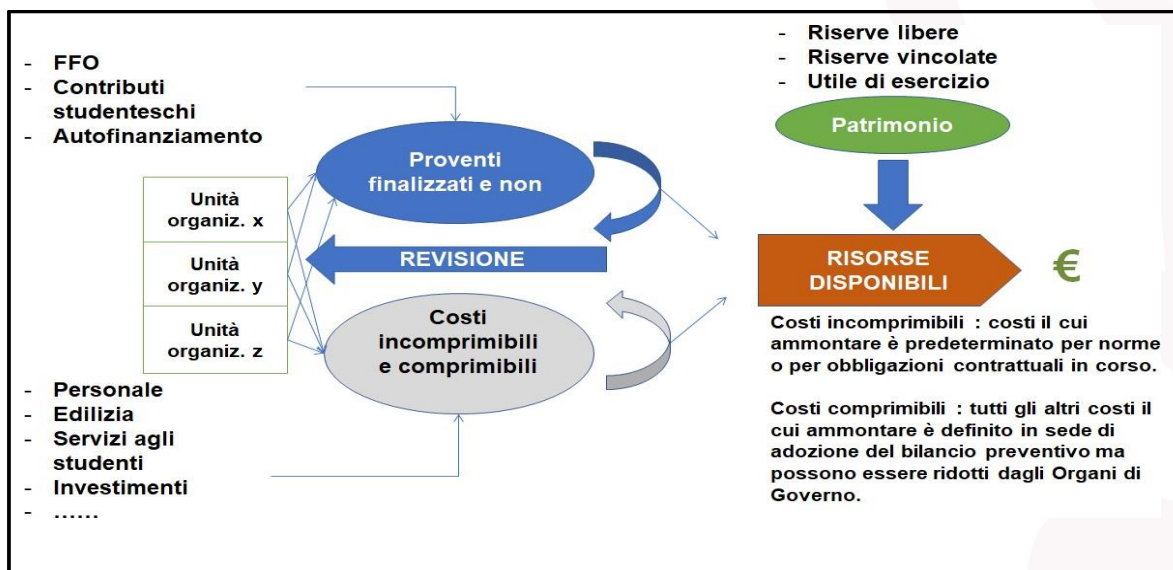 - FFO
- Contributi
studenteschi
- Autofinanziamento
- Riserve libere
- Riserve vincolate
- Utile di esercizio
Patrimonio
Proventi
finalizzati e non
Unità
organiz. x
Unità
organiz. y
Unità
organiz. z
REVISIONE
RISORSE
DISPONIBILI
€
Costi
incomprimibili
e comprimibili
- Personale
- Edilizia
- Servizi agli
studenti
- Investimenti
- ......
Costi incomprimibili : costi il cui
ammontare è predeterminato per norme
o per obbligazioni contrattuali in corso.
Costi comprimibili : tutti gli altri costi il
cui ammontare è definito in sede di
adozione del bilancio preventivo ma
possono essere ridotti dagli Organi di
Governo.